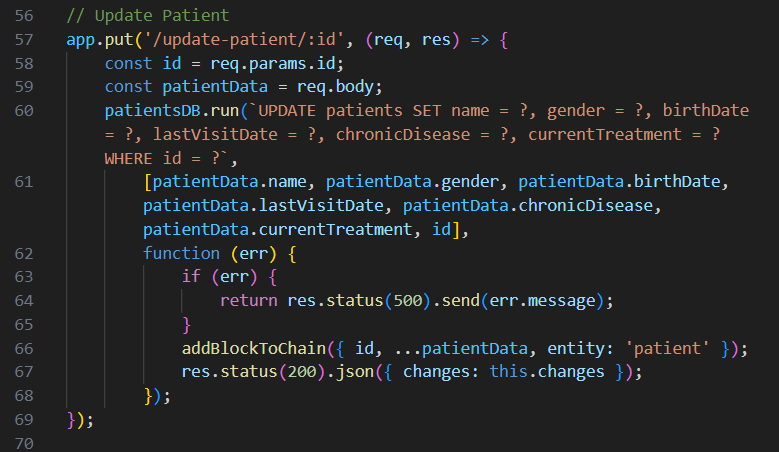 56 // Update Patient
57 app.put('/update-patient/:id', (req, res) => {
58 const id = req.params.id;
59 const patientData = req.body;
60 patientsDB.run(`UPDATE patients SET name = ?, gender = ?, birthDate
= ?, lastVisitDate = ?, chronicDisease = ?, currentTreatment = ?
WHERE id = ?`,
61 [patientData.name, patientData.gender, patientData.birthDate,
patientData.lastVisitDate, patientData.chronicDisease,
patientData.currentTreatment, id],
62 function (err) {
63 if (err) {
64 return res.status(500).send(err.message);
65 }
66 addBlockToChain({ id, ...patientData, entity: 'patient' });
67 res.status(200).json({ changes: this.changes });
68 });
69 });
70